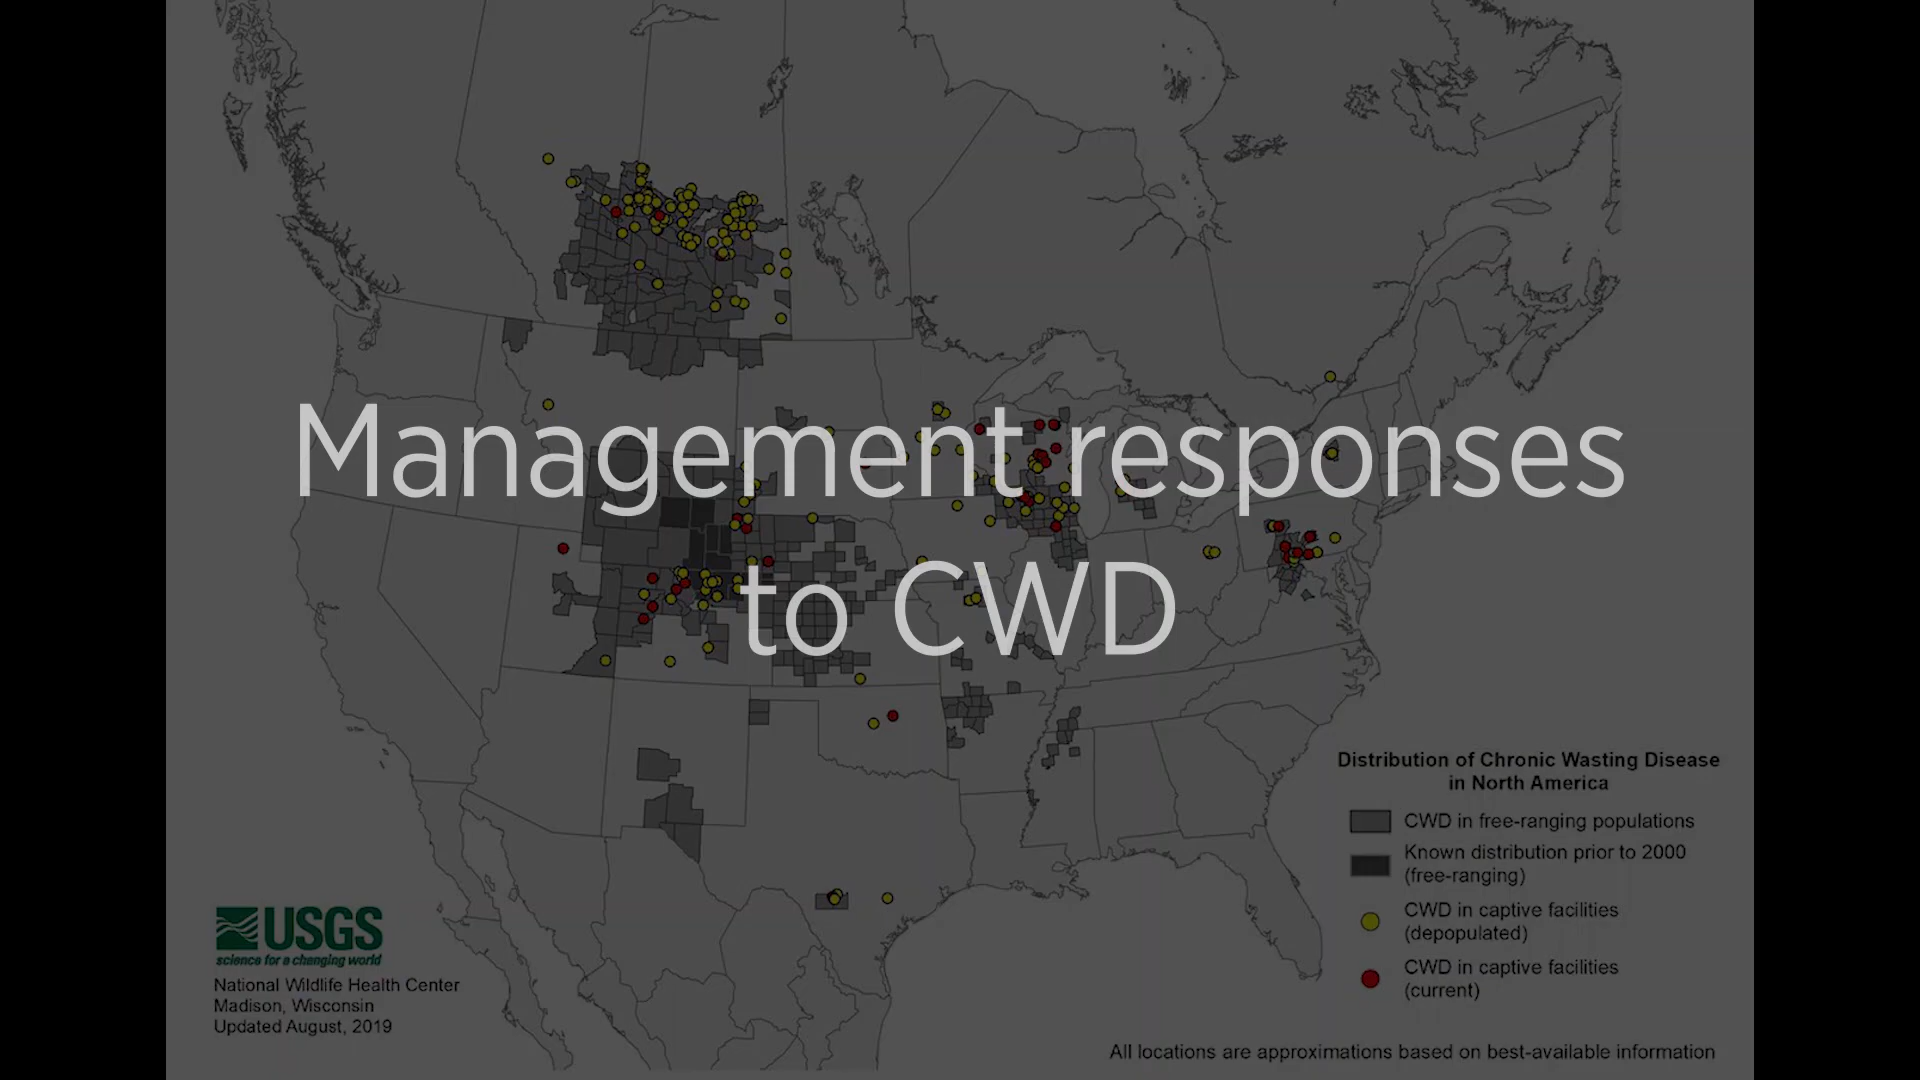 Management responses
to CWD
Distribution of Chronic Wasting Disease
in North America
CWD in free-ranging populations
Known distribution prior to 2000
(free-ranging)
CWD in captive facilities
(depopulated)
CWD in captive facilities
(current)
USGS
science for a changing world
National Wildlife Health Center
Madison, Wisconsin
Updated August, 2019
All locations are approximations based on best-available information